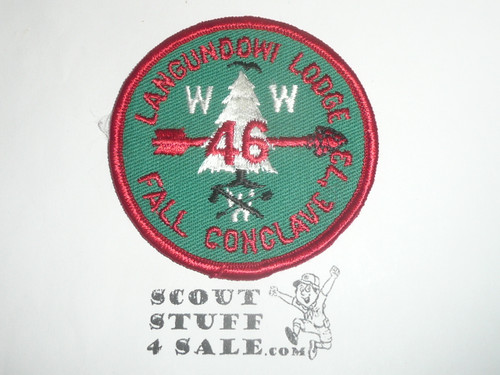 LANGUNDOWI LODGE
W W W
46
FALL CONCLAVE '73
SCOUT
STUFF
4 SALE.COM